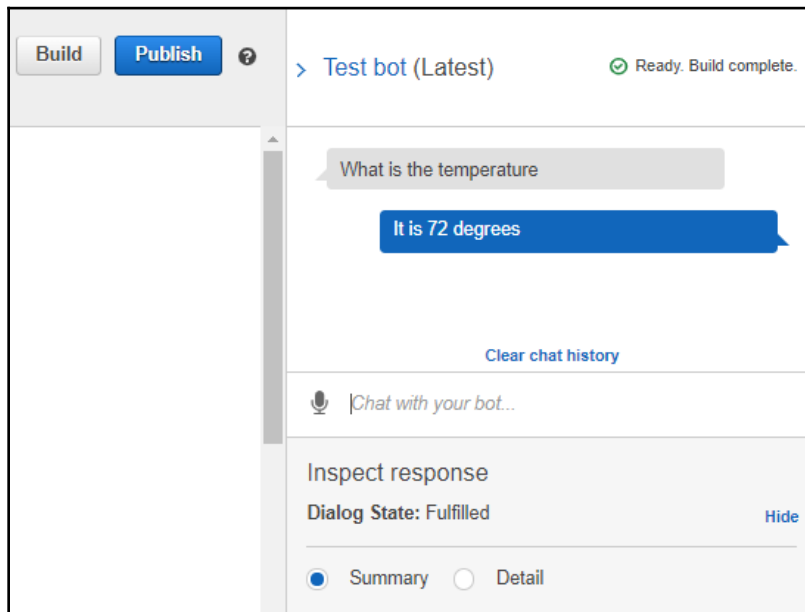 Build Publish
Test bot (Latest) Ready. Build complete.
What is the temperature
It is 72 degrees
Clear chat history
Chat with your bot...
Inspect response
Dialog State: Fulfilled Hide
Summary Detail